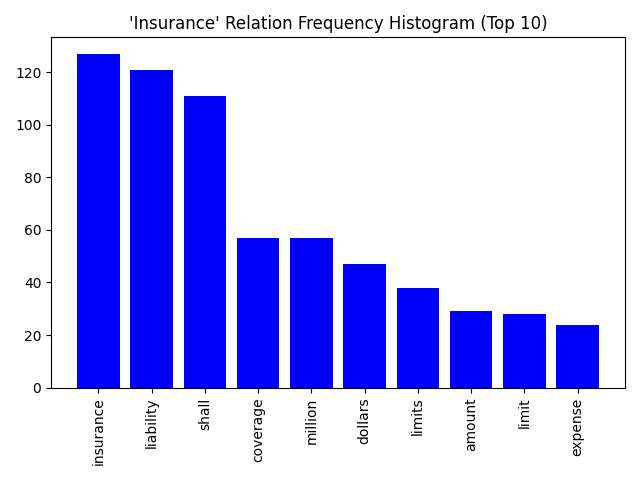 'Insurance' Relation Frequency Histogram (Top 10)
120
100
80
60
40
20
0
insurance
liability
shall
coverage
million
dollars
limits
amount
limit
expense